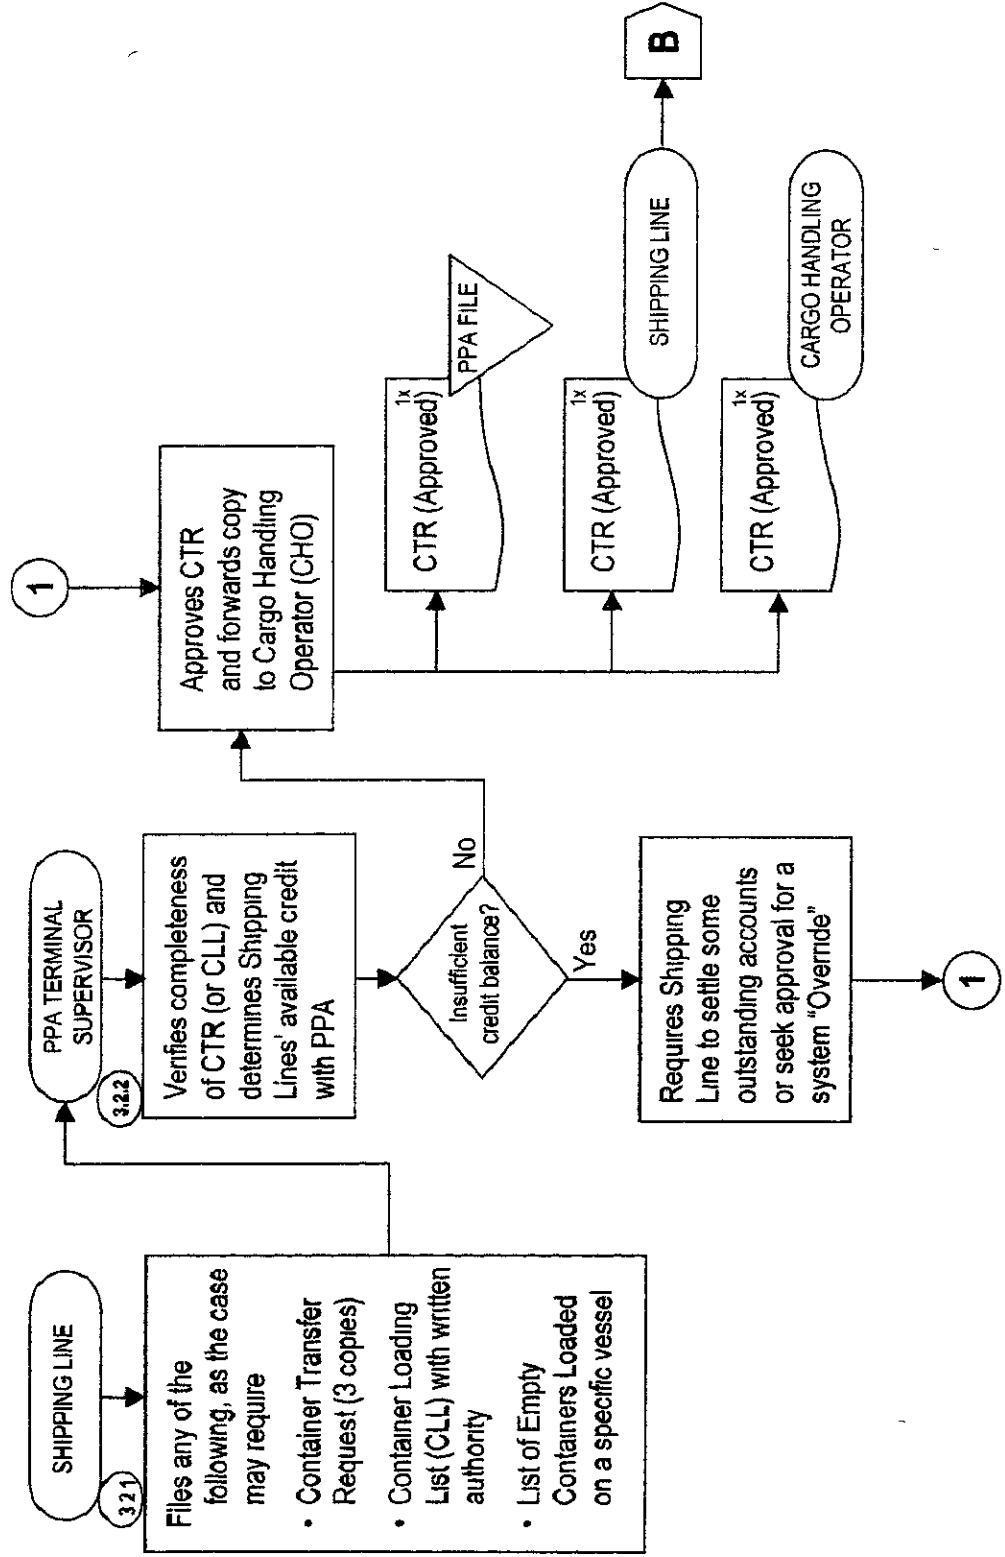 SHIPPING LINE
3.2.1
Files any of the
following, as the case
may require
• Container Transfer
Request (3 copies)
• Container Loading
List (CLL) with written
authority
• List of Empty
Containers Loaded
on a specific vessel
PPA TERMINAL
SUPERVISOR
3.2.2
Verifies completeness
of CTR (or CLL) and
determines Shipping
Lines' available credit
with PPA
Insufficient
credit balance?
No
Yes
Requires Shipping
Line to settle some
outstanding accounts
or seek approval for a
system "Override"
1
1
Approves CTR
and forwards copy
to Cargo Handling
Operator (CHO)
1x
CTR (Approved)
PPA FILE
1x
CTR (Approved)
SHIPPING LINE
B
1x
CTR (Approved)
CARGO HANDLING
OPERATOR